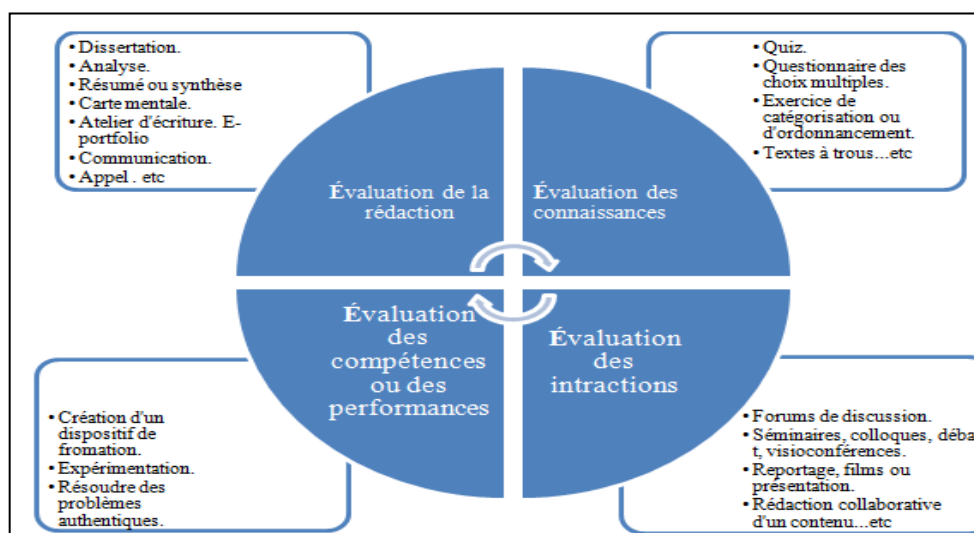 • Dissertation.
• Analyse.
• Résumé ou synthèse
• Carte mentale.
• Atelier d'écriture. E-
portfolio
• Communication.
• Appel . etc
• Quiz.
• Questionnaire des
choix multiples.
• Exercice de
catégorisation ou
d'ordonnancement.
• Textes à trous...etc
Évaluation de la
rédaction
Évaluation des
connaissances
Évaluation
des
compétences
ou des
performances
Évaluation
des
intractions
• Création d'un
dispositif de
fromation.
• Expérimentation.
• Résoudre des
problèmes
authentiques.
• Forums de discussion.
• Séminaires, colloques, déba
t, visioconférences.
• Reportage, films ou
présentation.
• Rédaction collaborative
d'un contenu...etc